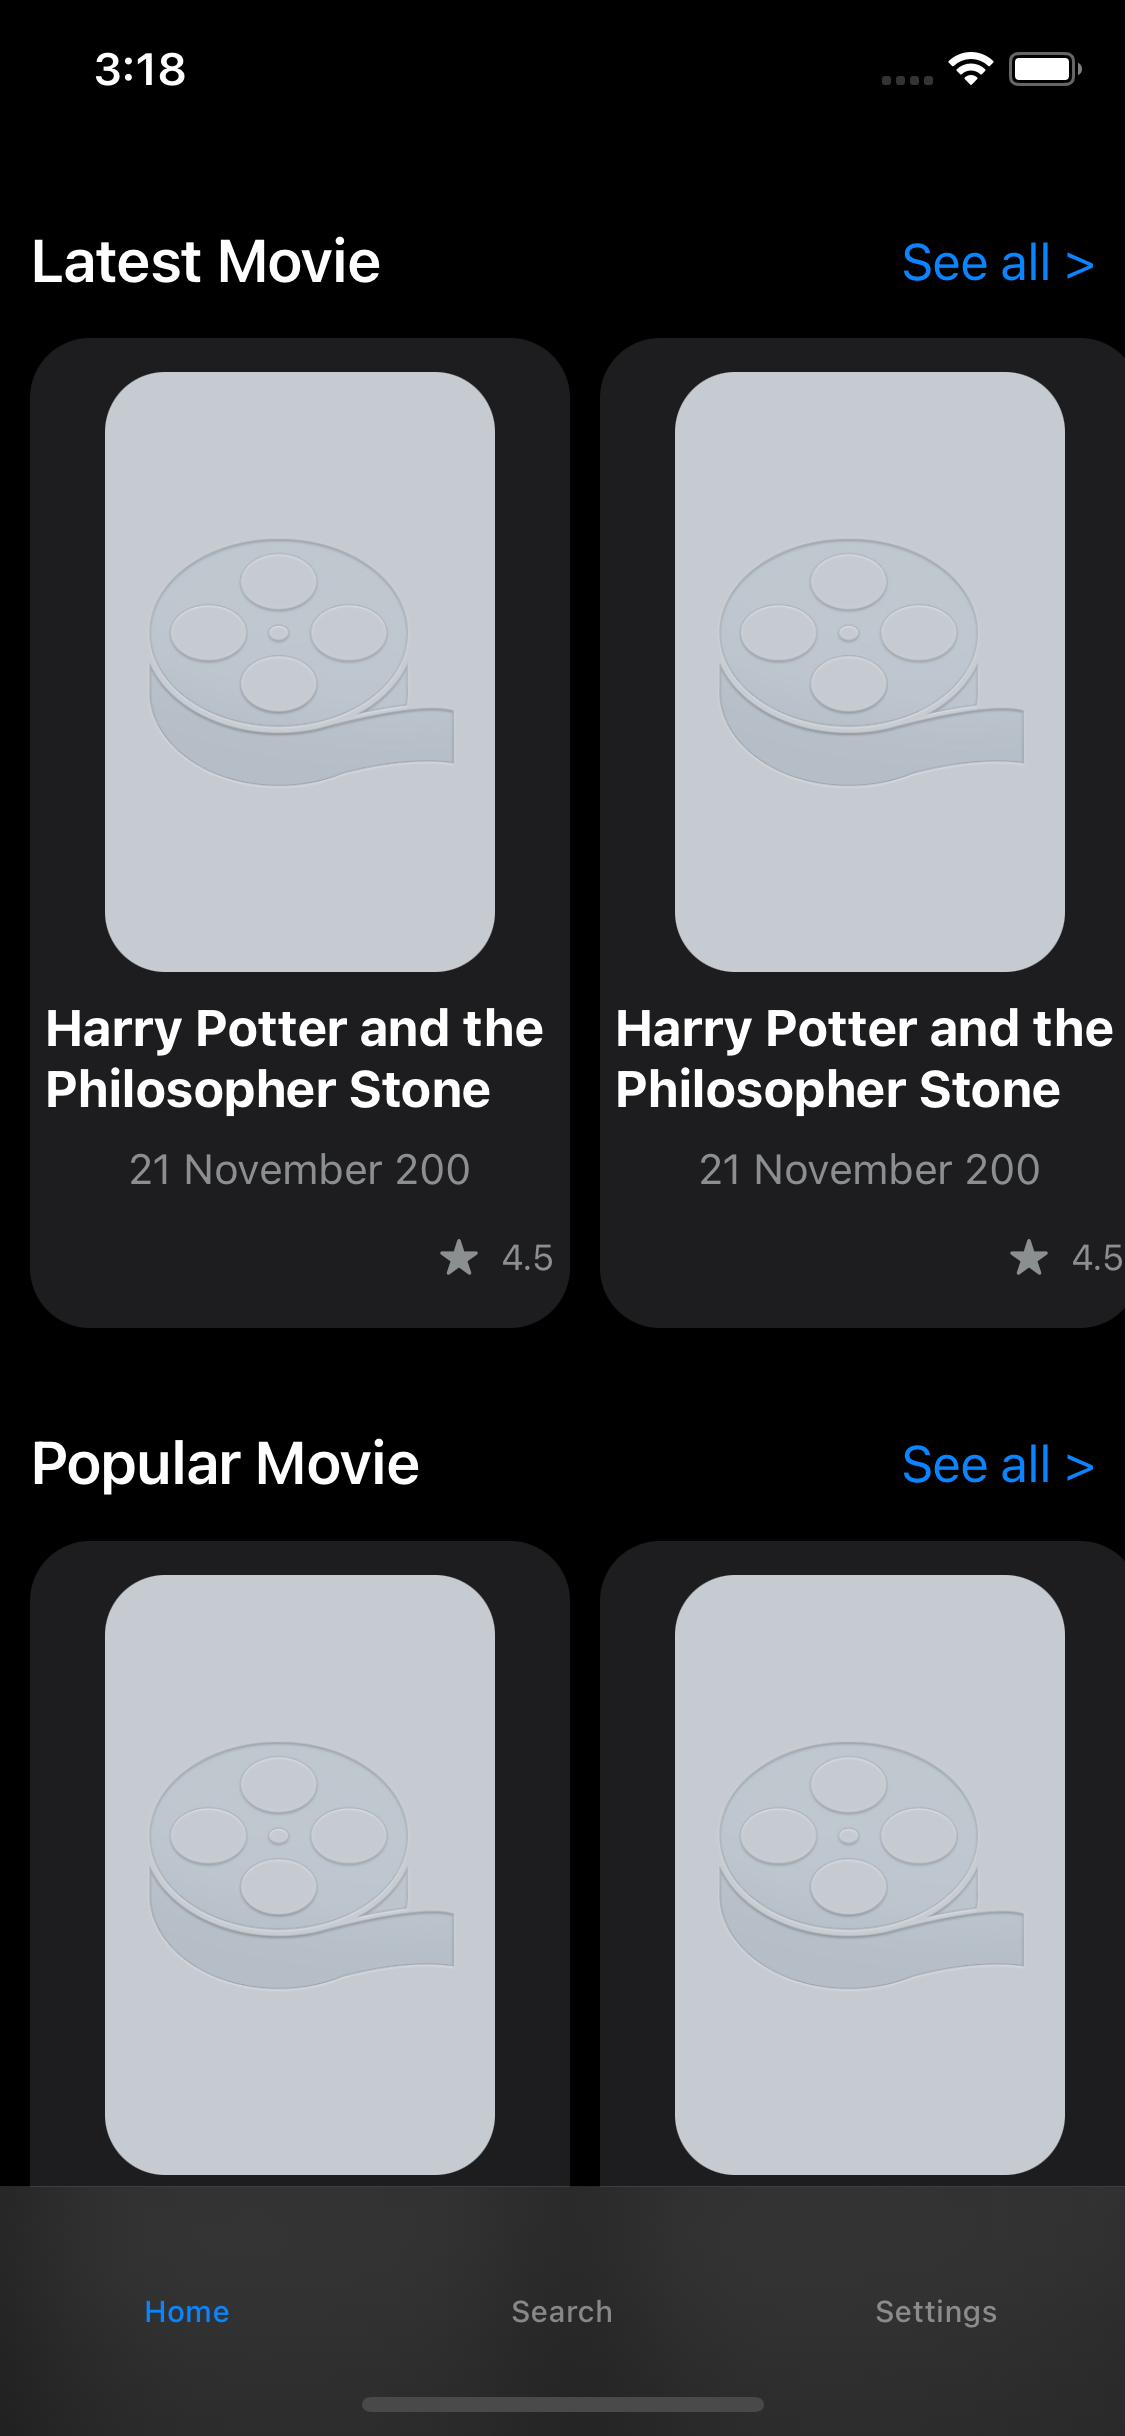 3:18
Latest Movie
See all >
Harry Potter and the
Philosopher Stone
21 November 200
4.5
Harry Potter and the
Philosopher Stone
21 November 200
4.5
Popular Movie
See all >
Home
Search
Settings